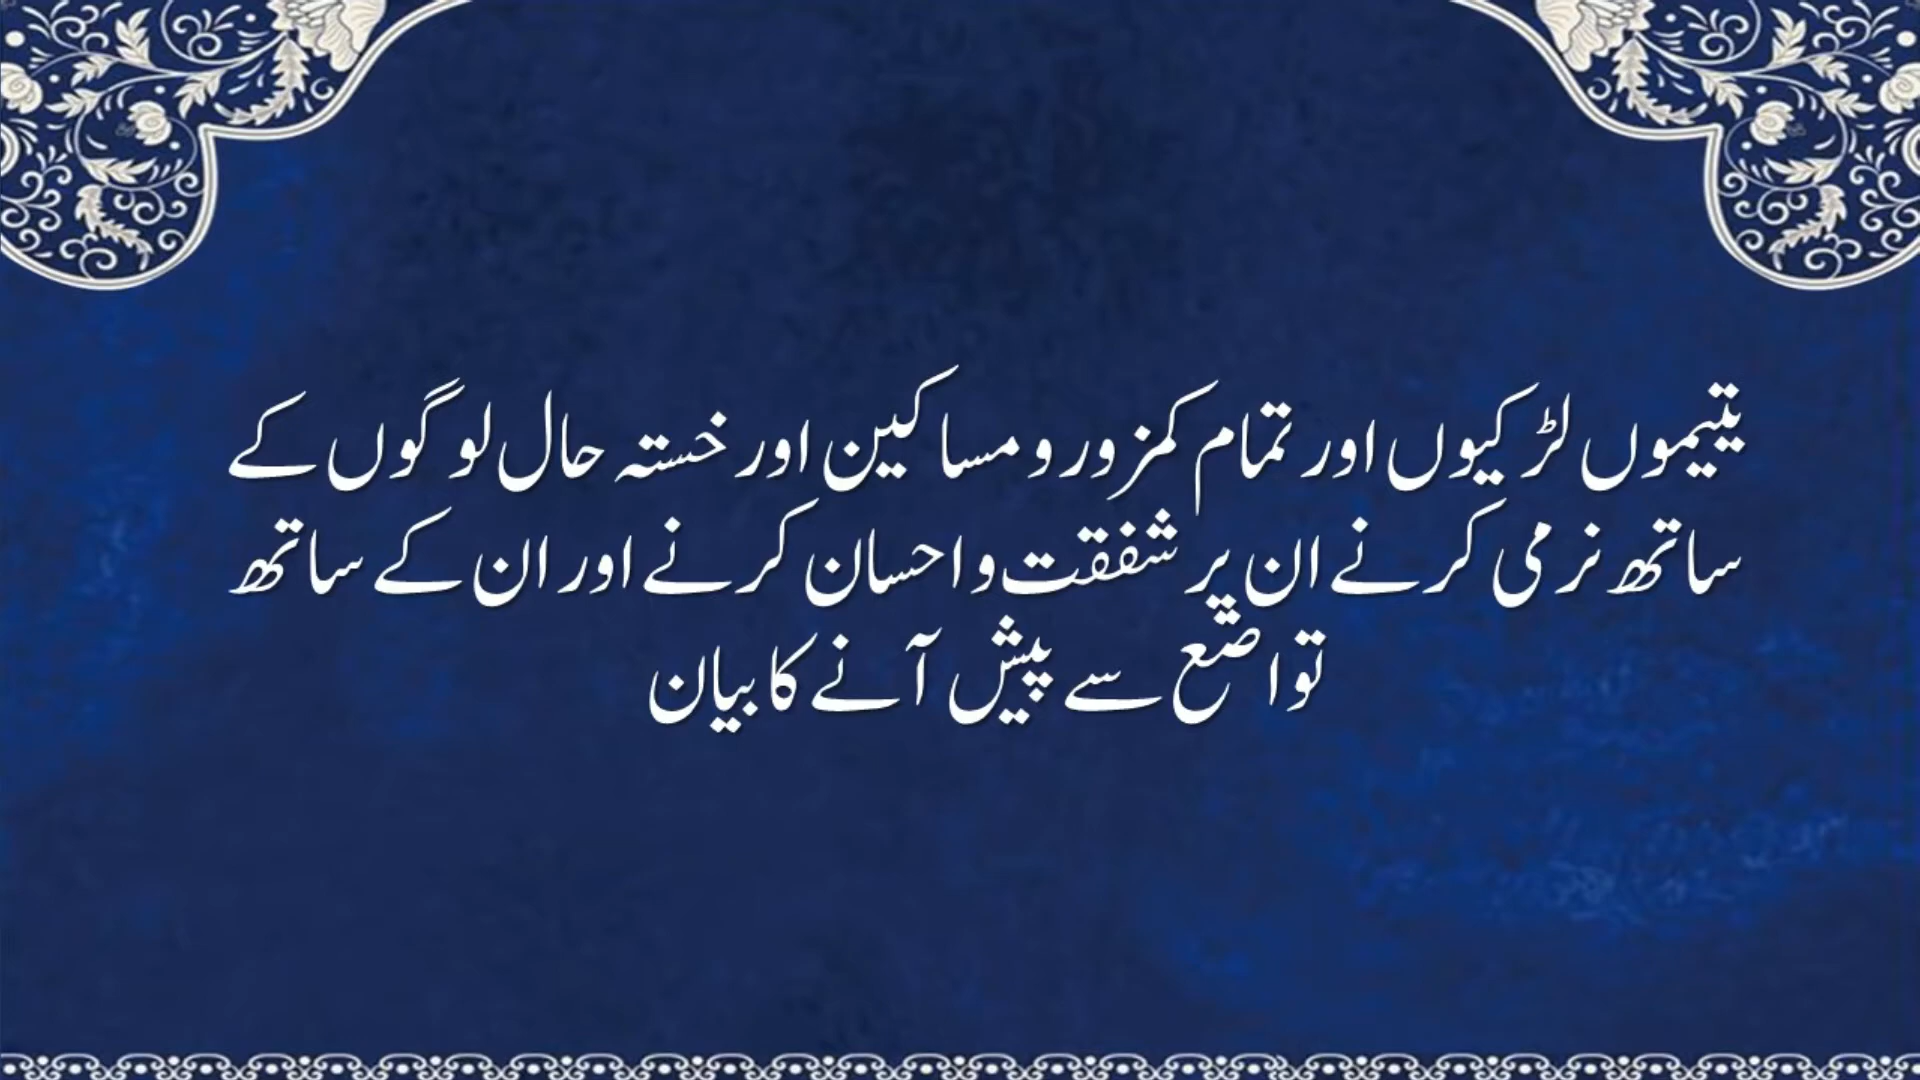 یتیموں لڑکیوں اور تمام کمزور و مساکین اور خستہ حال لوگوں کے
ساتھ نرمی کرنے ان پر شفقت و احسان کرنے اور ان کے ساتھ
تواضع سے پیش آنے کا بیان